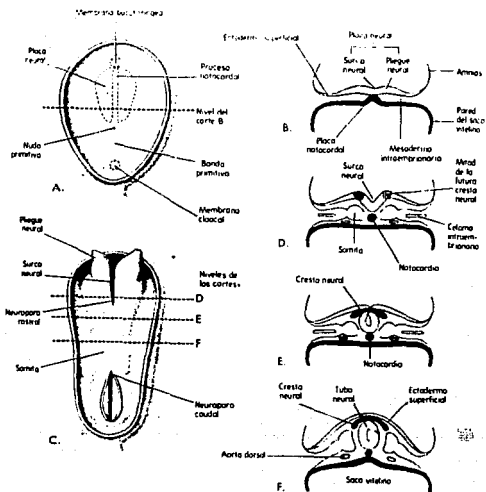 Membrana bucofaríngea
Placa
neural
Proceso
notocordal
Nivel del
corte B
Nudo
primitivo
Banda
primitiva
A.
Membrana
cloacal
Ectodermo superficial
Placa neural
Surco
neural
Pliegue
neural
Amnios
Pared
del saco
vitelino
B.
Placa
notocordal
Mesodermo
intraembrionario
Surco
neural
Mitad
de la
futura
cresta
neural
D.
Somita
Notocordio
Celoma
intraem-
brionario
Pliegue
neural
Surco
neural
Neuroporo
rostral
Niveles de
los cortes
D
E
F
Somita
Neuroporo
caudal
C.
Cresta neural
E.
Notocordio
Cresta
neural
Tubo
neural
Ectodermo
superficial
Aorta dorsal
F.
Saco vitelino